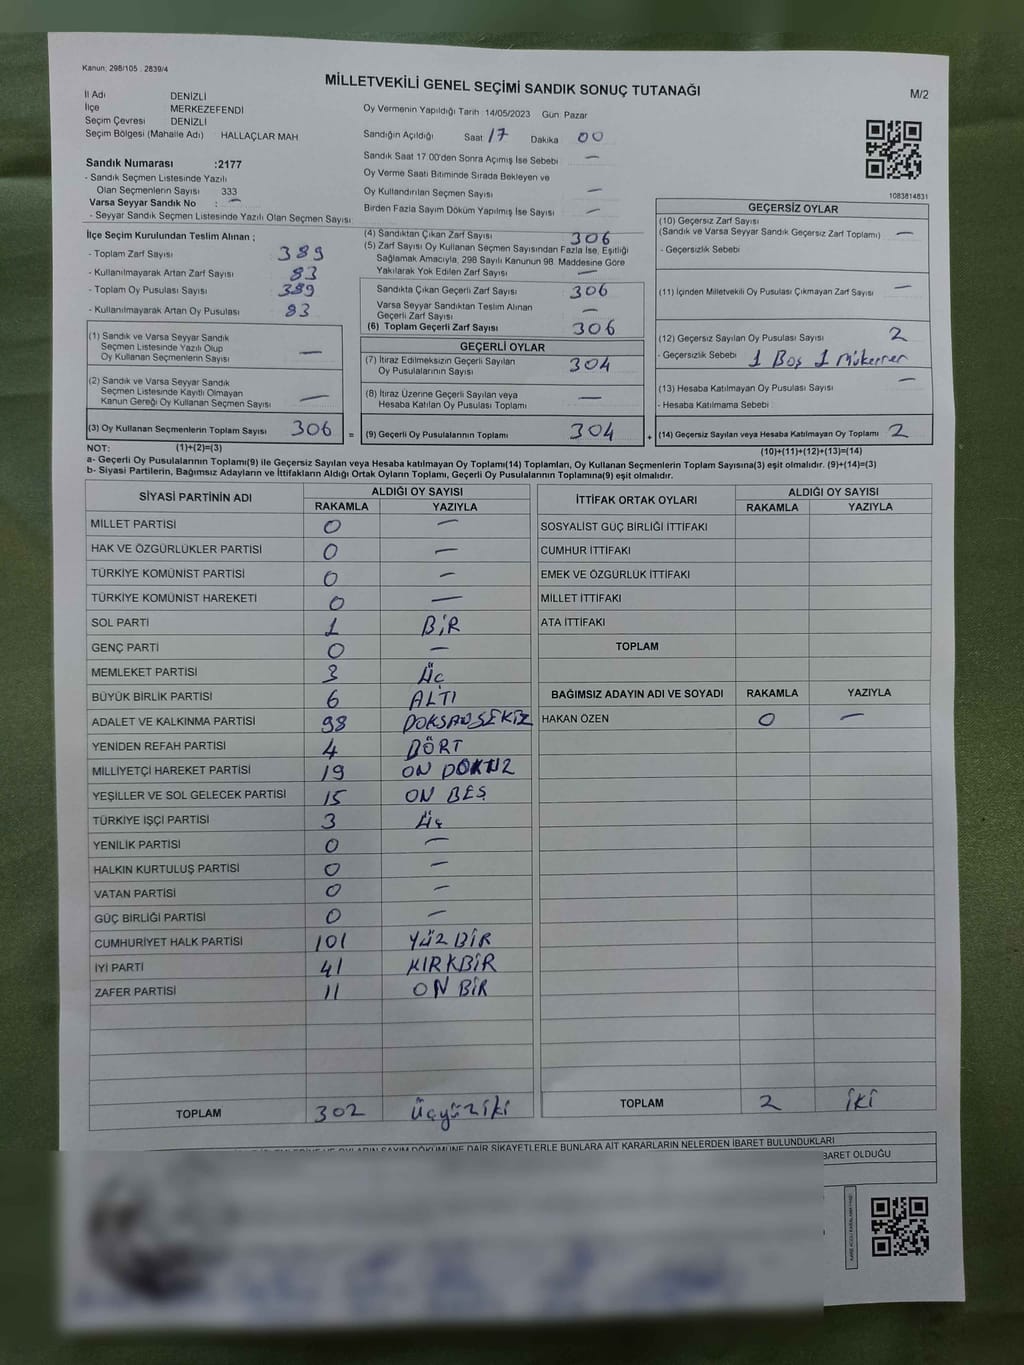 Kanun: 298/105 . 2839/4
MİLLETVEKİLİ GENEL SEÇİMİ SANDIK SONUÇ TUTANAĞI
M/2
İl Adı DENİZLİ
İlçe MERKEZEFENDİ
Seçim Çevresi DENİZLİ
Seçim Bölgesi (Mahalle Adı) HALLAÇLAR MAH
Sandık Numarası :2177
- Sandık Seçmen Listesinde Yazılı
Olan Seçmenlerin Sayısı 333
Varsa Seyyar Sandık No : —
- Seyyar Sandık Seçmen Listesinde Yazılı Olan Seçmen Sayısı
Oy Vermenin Yapıldığı Tarih 14/05/2023 Gün Pazar
Sandığın Açıldığı Saat 17 Dakika 00
Sandık Saat 17.00'den Sonra Açımış İse Sebebi —
Oy Verme Saati Bitiminde Sırada Bekleyen ve
Oy Kullandırılan Seçmen Sayısı —
Birden Fazla Sayım Döküm Yapılmış İse Sayısı —
1083814831
İlçe Seçim Kurulundan Teslim Alınan ;
- Toplam Zarf Sayısı 389
- Kullanılmayarak Artan Zarf Sayısı 83
- Toplam Oy Pusulası Sayısı 389
- Kullanılmayarak Artan Oy Pusulası 83
(1) Sandık ve Varsa Seyyar Sandık
Seçmen Listesinde Yazılı Olup
Oy Kullanan Seçmenlerin Sayısı —
(2) Sandık ve Varsa Seyyar Sandık
Seçmen Listesinde Kayıtlı Olmayan
Kanun Gereği Oy Kullanan Seçmen Sayısı —
(3) Oy Kullanan Seçmenlerin Toplam Sayısı 306 =
(4) Sandıktan Çıkan Zarf Sayısı 306
(5) Zarf Sayısı Oy Kullanan Seçmen Sayısından Fazla İse, Eşitliği
Sağlamak Amacıyla, 298 Sayılı Kanunun 98. Maddesine Göre
Yakılarak Yok Edilen Zarf Sayısı —
Sandıkta Çıkan Geçerli Zarf Sayısı 306
Varsa Seyyar Sandıktan Teslim Alınan
Geçerli Zarf Sayısı —
(6) Toplam Geçerli Zarf Sayısı 306
GEÇERLİ OYLAR
(7) İtiraz Edilmeksizin Geçerli Sayılan
Oy Pusulalarının Sayısı 304
(8) İtiraz Üzerine Geçerli Sayılan veya
Hesaba Katılan Oy Pusulası Toplamı —
(9) Geçerli Oy Pusulalarının Toplamı 304 +
GEÇERSİZ OYLAR
(10) Geçersiz Zarf Sayısı
(Sandık ve Varsa Seyyar Sandık Geçersiz Zarf Toplamı) —
- Geçersizlik Sebebi
(11) İçinden Milletvekili Oy Pusulası Çıkmayan Zarf Sayısı —
(12) Geçersiz Sayılan Oy Pusulası Sayısı 2
- Geçersizlik Sebebi 1 Boş 1 Mükerrer
(13) Hesaba Katılmayan Oy Pusulası Sayısı —
- Hesaba Katılmama Sebebi
(14) Geçersiz Sayılan veya Hesaba Katılmayan Oy Toplamı 2
NOT: (1)+(2)=(3) (10)+(11)+(12)+(13)=(14)
a- Geçerli Oy Pusulalarının Toplamı(9) ile Geçersiz Sayılan veya Hesaba katılmayan Oy Toplamı(14) Toplamları, Oy Kullanan Seçmenlerin Toplam Sayısına(3) eşit olmalıdır. (9)+(14)=(3)
b- Siyasi Partilerin, Bağımsız Adayların ve İttifakların Aldığı Ortak Oyların Toplamı, Geçerli Oy Pusulalarının Toplamına(9) eşit olmalıdır.
SİYASİ PARTİNİN ADI ALDIĞI OY SAYISI
RAKAMLA YAZIYLA
MİLLET PARTİSİ 0 —
HAK VE ÖZGÜRLÜKLER PARTİSİ 0 —
TÜRKİYE KOMÜNİST PARTİSİ 0 —
TÜRKİYE KOMÜNİST HAREKETİ 0 —
SOL PARTİ 1 BİR
GENÇ PARTİ 0 —
MEMLEKET PARTİSİ 3 Üç
BÜYÜK BİRLİK PARTİSİ 6 ALTI
ADALET VE KALKINMA PARTİSİ 98 DOKSANSEKİZ
YENİDEN REFAH PARTİSİ 4 DÖRT
MİLLİYETÇİ HAREKET PARTİSİ 19 ON DOKUZ
YEŞİLLER VE SOL GELECEK PARTİSİ 15 ON BEŞ
TÜRKİYE İŞÇİ PARTİSİ 3 Üç
YENİLİK PARTİSİ 0 —
HALKIN KURTULUŞ PARTİSİ 0 —
VATAN PARTİSİ 0 —
GÜÇ BİRLİĞİ PARTİSİ 0 —
CUMHURİYET HALK PARTİSİ 101 YÜZ BİR
İYİ PARTİ 41 KIRKBİR
ZAFER PARTİSİ 11 ON BİR
TOPLAM 302 Üçyüziki
İTTİFAK ORTAK OYLARI ALDIĞI OY SAYISI
RAKAMLA YAZIYLA
SOSYALİST GÜÇ BİRLİĞİ İTTİFAKI
CUMHUR İTTİFAKI
EMEK VE ÖZGÜRLÜK İTTİFAKI
MİLLET İTTİFAKI
ATA İTTİFAKI
TOPLAM
BAĞIMSIZ ADAYIN ADI VE SOYADI RAKAMLA YAZIYLA
HAKAN ÖZEN 0 —
TOPLAM 2 İKİ
SAYIM DÖKÜMÜNE DAİR ŞİKAYETLERLE BUNLARA AİT KARARLARIN NELERDEN İBARET BULUNDUKLARI
BARET OLDUĞU